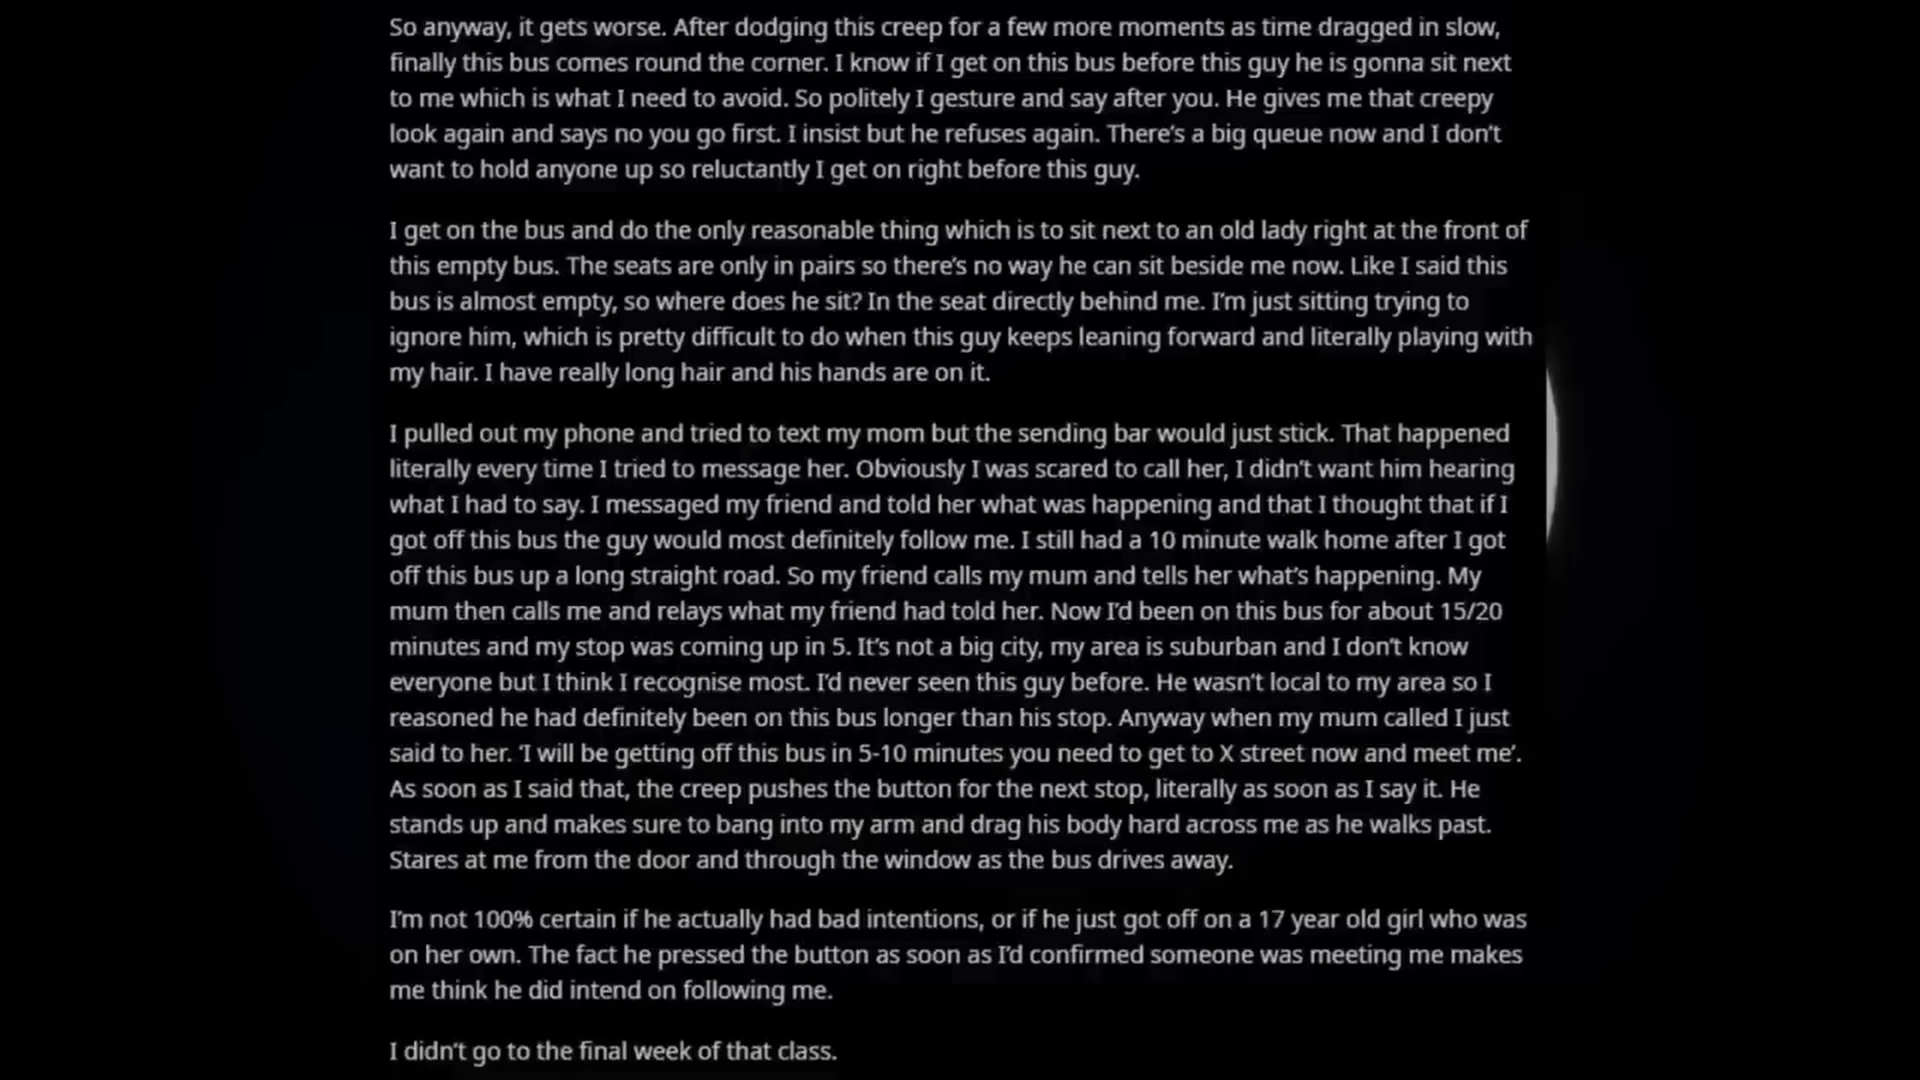 So anyway, it gets worse. After dodging this creep for a few more moments as time dragged in slow,
finally this bus comes round the corner. I know if I get on this bus before this guy he is gonna sit next
to me which is what I need to avoid. So politely I gesture and say after you. He gives me that creepy
look again and says no you go first. I insist but he refuses again. There's a big queue now and I don't
want to hold anyone up so reluctantly I get on right before this guy.
I get on the bus and do the only reasonable thing which is to sit next to an old lady right at the front of
this empty bus. The seats are only in pairs so there's no way he can sit beside me now. Like I said this
bus is almost empty, so where does he sit? In the seat directly behind me. I'm just sitting trying to
ignore him, which is pretty difficult to do when this guy keeps leaning forward and literally playing with
my hair. I have really long hair and his hands are on it.
I pulled out my phone and tried to text my mom but the sending bar would just stick. That happened
literally every time I tried to message her. Obviously I was scared to call her, I didn't want him hearing
what I had to say. I messaged my friend and told her what was happening and that I thought that if I
got off this bus the guy would most definitely follow me. I still had a 10 minute walk home after I got
off this bus up a long straight road. So my friend calls my mum and tells her what's happening. My
mum then calls me and relays what my friend had told her. Now I'd been on this bus for about 15/20
minutes and my stop was coming up in 5. It's not a big city, my area is suburban and I don't know
everyone but I think I recognise most. I'd never seen this guy before. He wasn't local to my area so I
reasoned he had definitely been on this bus longer than his stop. Anyway when my mum called I just
said to her. 'I will be getting off this bus in 5-10 minutes you need to get to X street now and meet me'.
As soon as I said that, the creep pushes the button for the next stop, literally as soon as I say it. He
stands up and makes sure to bang into my arm and drag his body hard across me as he walks past.
Stares at me from the door and through the window as the bus drives away.
I'm not 100% certain if he actually had bad intentions, or if he just got off on a 17 year old girl who was
on her own. The fact he pressed the button as soon as I'd confirmed someone was meeting me makes
me think he did intend on following me.
I didn't go to the final week of that class.